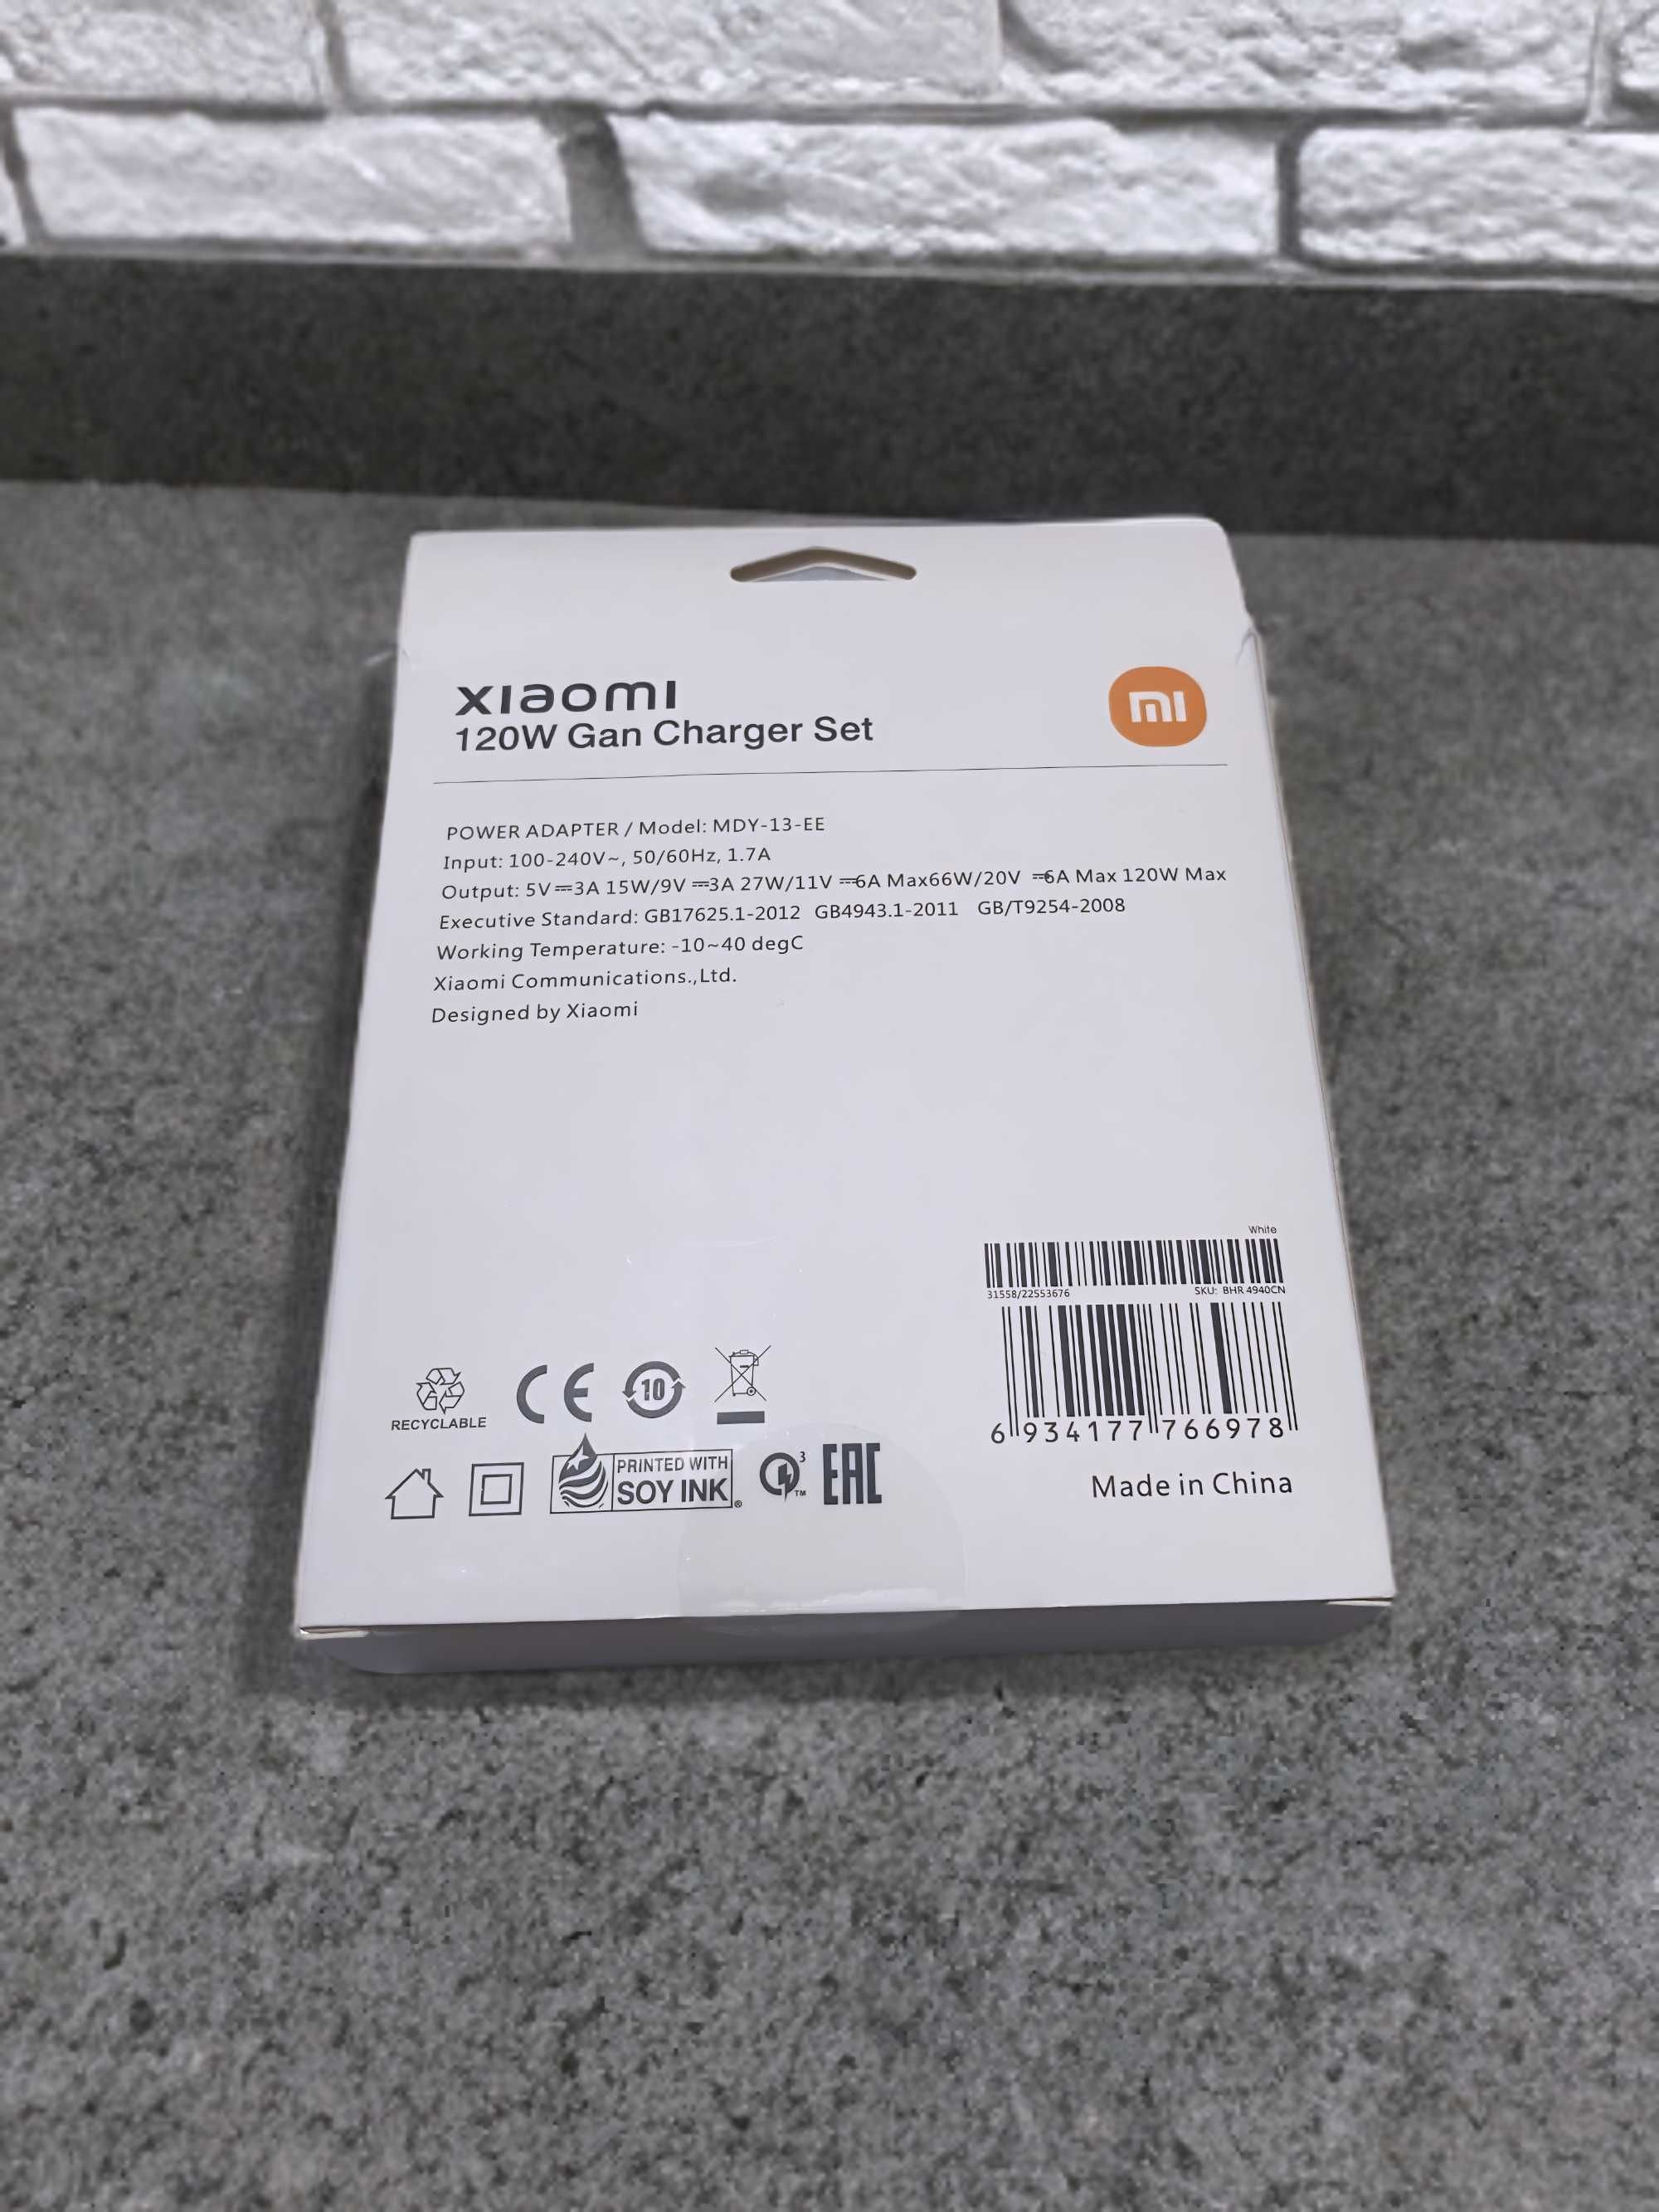 xiaomi
120W Gan Charger Set
mi
POWER ADAPTER / Model: MDY-13-EE
Input: 100-240V~, 50/60Hz, 1.7A
Output: 5V⎓3A 15W/9V ⎓3A 27W/11V ⎓6A Max66W/20V ⎓6A Max 120W Max
Executive Standard: GB17625.1-2012 GB4943.1-2011 GB/T9254-2008
Working Temperature: -10~40 degC
Xiaomi Communications.,Ltd.
Designed by Xiaomi
White
31558/22553676 SKU: BHR 4940CN
6 934177 766978
RECYCLABLE
CE
10
PRINTED WITH
SOY INK®
3
TM
EAC
Made in China